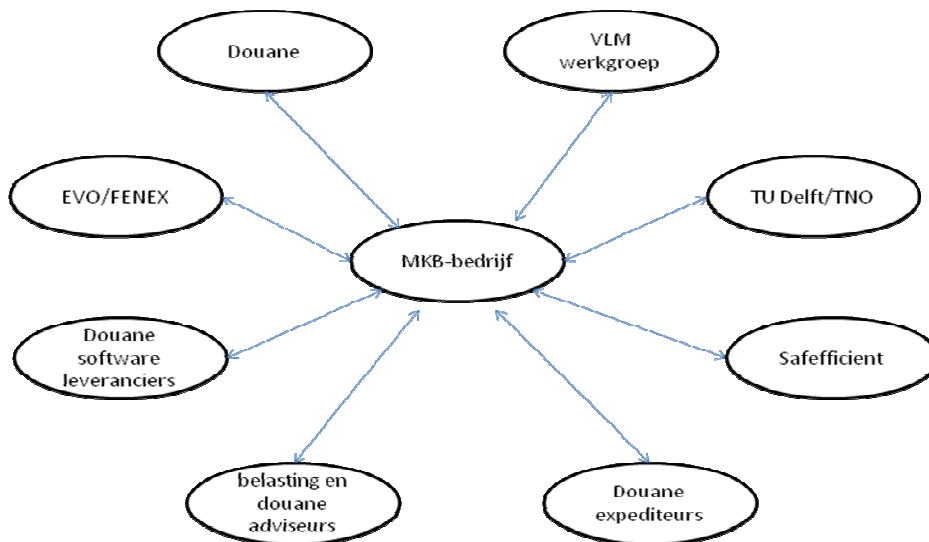 Douane
VLM
werkgroep
EVO/FENEX
TU Delft/TNO
MKB-bedrijf
Douane
software
leveranciers
Safefficient
belasting en
douane
adviseurs
Douane
expediteurs